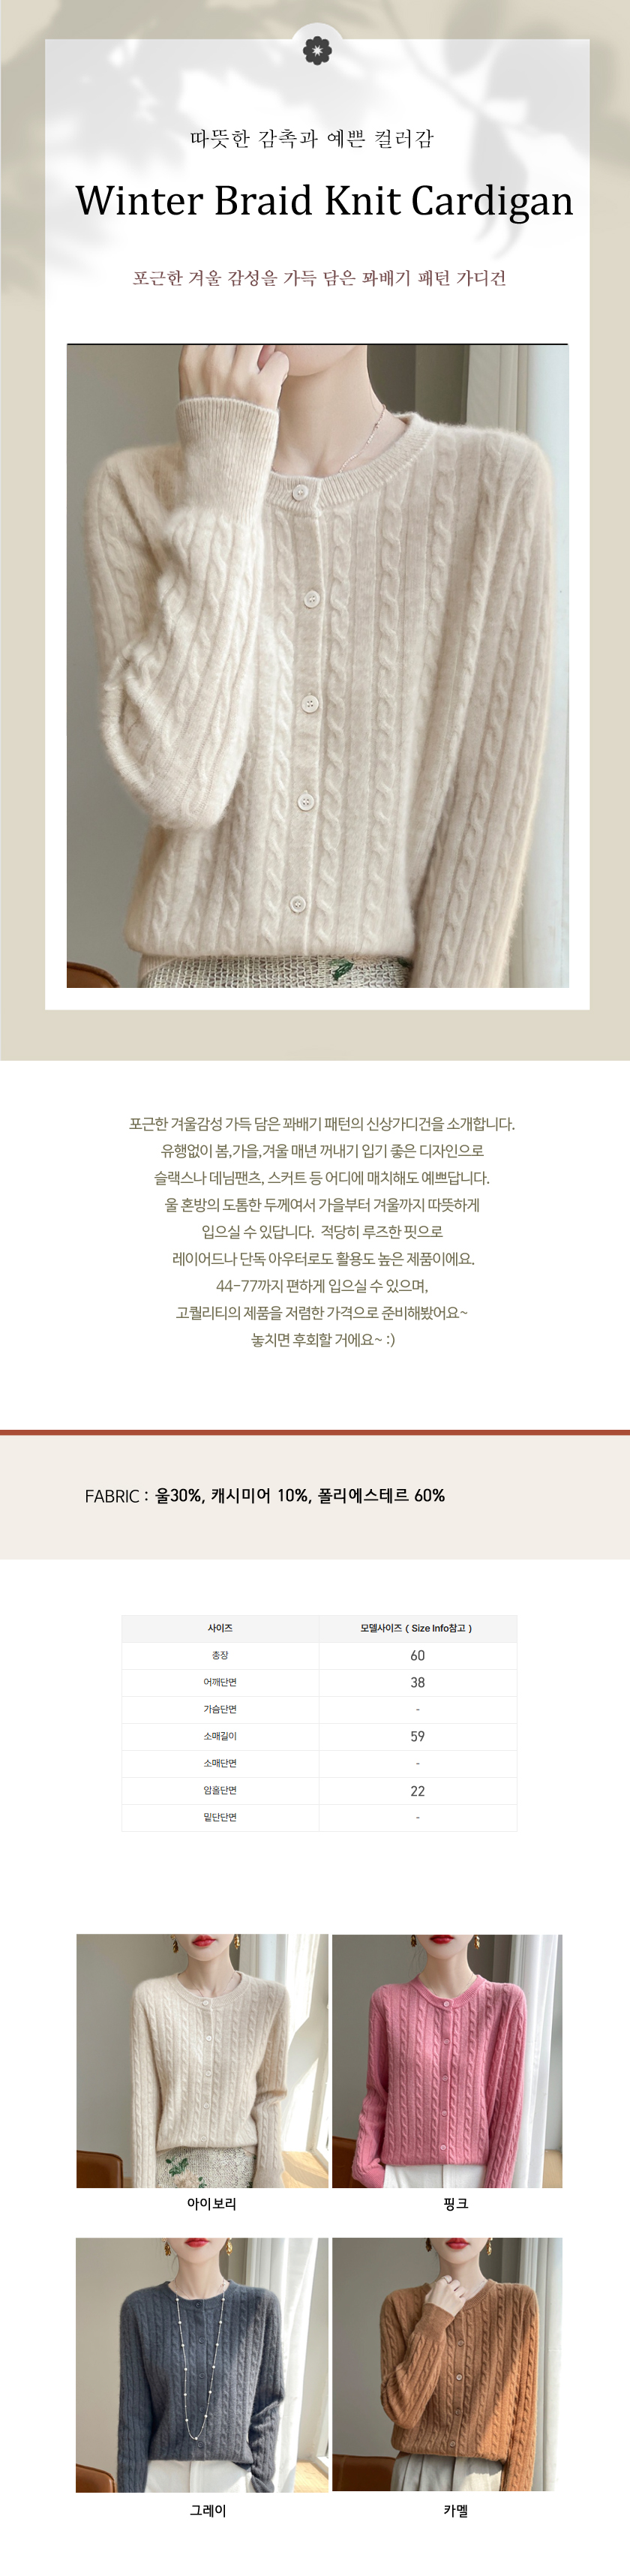 따뜻한 감촉과 예쁜 컬러감
Winter Braid Knit Cardigan
포근한 겨울 감성을 가득 담은 꽈배기 패턴 가디건
포근한 겨울감성 가득 담은 꽈배기 패턴의 신상가디건을 소개합니다.
유행없이 봄,가을,겨울 매년 꺼내기 입기 좋은 디자인으로
슬랙스나 데님팬츠, 스커트 등 어디에 매치해도 예쁘답니다.
울 혼방의 도톰한 두께여서 가을부터 겨울까지 따뜻하게
입으실 수 있답니다. 적당히 루즈한 핏으로
레이어드나 단독 아우터로도 활용도 높은 제품이에요.
44-77까지 편하게 입으실 수 있으며,
고퀄리티의 제품을 저렴한 가격으로 준비해봤어요~
놓치면 후회할 거에요~ :)
FABRIC : 울30%, 캐시미어 10%, 폴리에스테르 60%
사이즈 모델사이즈 ( Size Info참고 )
총장 60
어깨단면 38
가슴단면 -
소매길이 59
소매단면 -
암홀단면 22
밑단단면 -
아이보리 핑크
그레이 카멜